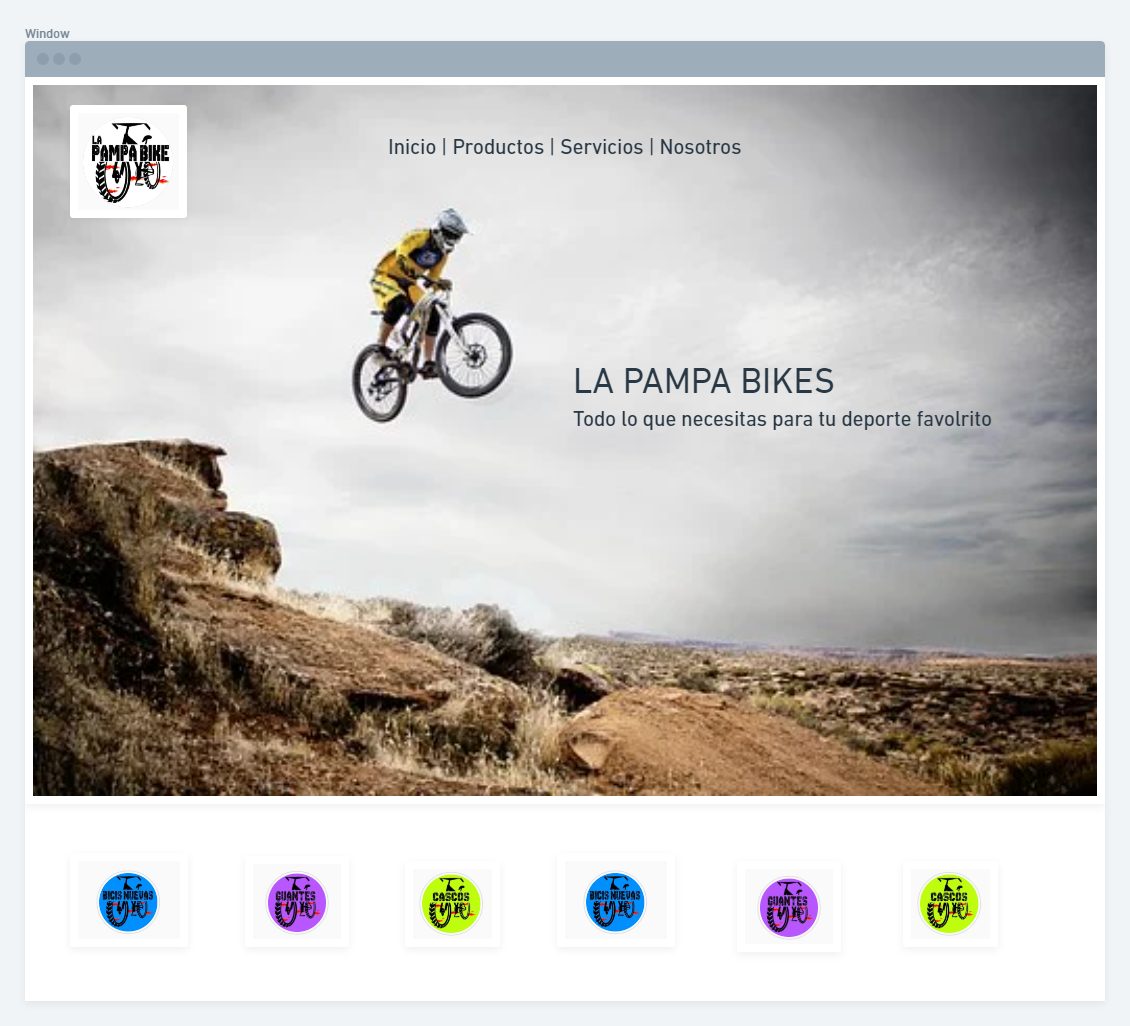 Window
LA
PAMPA BIKE
Inicio | Productos | Servicios | Nosotros
LA PAMPA BIKES
Todo lo que necesitas para tu deporte favolrito
BICIS NUEVAS
GUANTES
CASCOS
BICIS NUEVAS
GUANTES
CASCOS